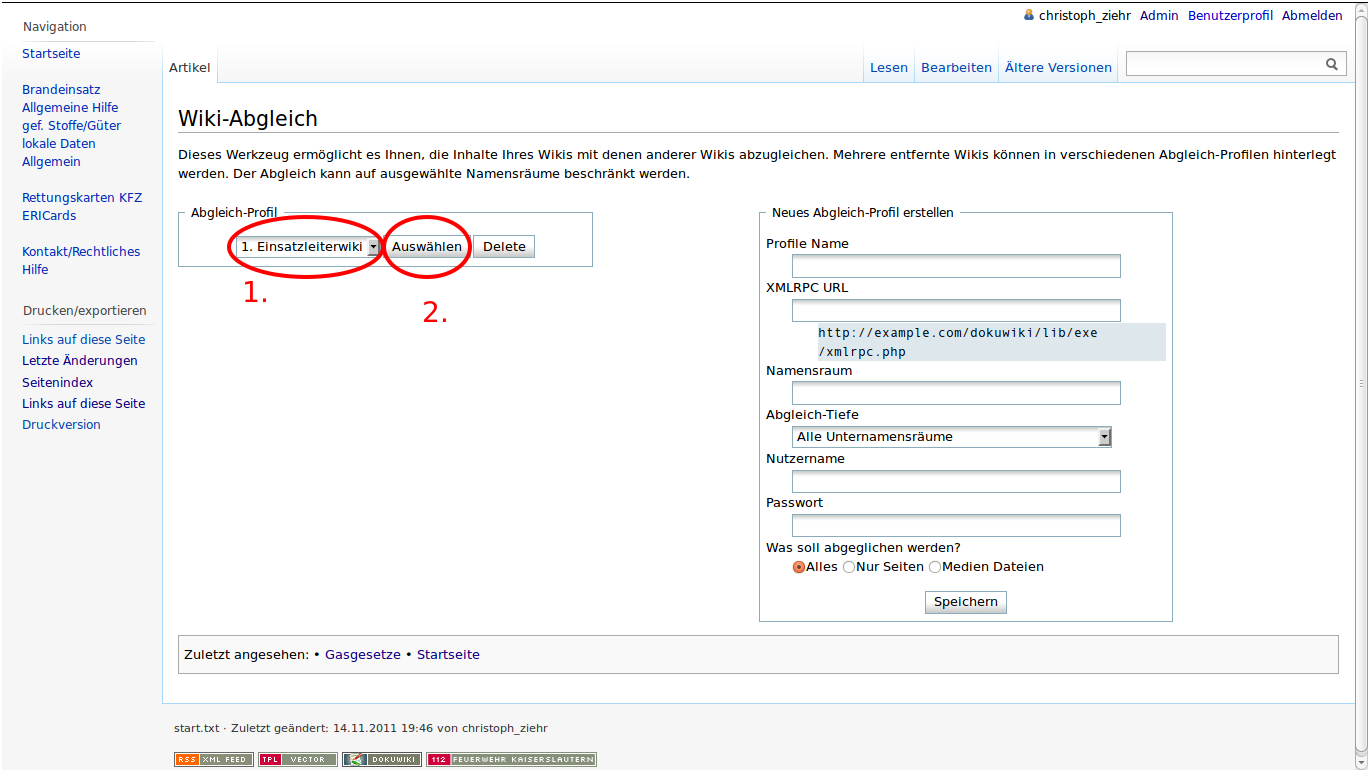 christoph_ziehr Admin Benutzerprofil Abmelden
Navigation
Startseite
Brandeinsatz
Allgemeine Hilfe
gef. Stoffe/Güter
lokale Daten
Allgemein
Rettungskarten KFZ
ERICards
Kontakt/Rechtliches
Hilfe
Drucken/exportieren
Links auf diese Seite
Letzte Änderungen
Seitenindex
Links auf diese Seite
Druckversion
Artikel
Lesen Bearbeiten Ältere Versionen
Wiki-Abgleich
Dieses Werkzeug ermöglicht es Ihnen, die Inhalte Ihres Wikis mit denen anderer Wikis abzugleichen. Mehrere entfernte Wikis können in verschiedenen Abgleich-Profilen hinterlegt
werden. Der Abgleich kann auf ausgewählte Namensräume beschränkt werden.
Abgleich-Profil
1. Einsatzleiterwiki Auswählen Delete
1.
2.
Neues Abgleich-Profil erstellen
Profile Name
XMLRPC URL
http://example.com/dokuwiki/lib/exe
/xmlrpc.php
Namensraum
Abgleich-Tiefe
Alle Unternamensräume
Nutzername
Passwort
Was soll abgeglichen werden?
Alles Nur Seiten Medien Dateien
Speichern
Zuletzt angesehen: • Gasgesetze • Startseite
start.txt · Zuletzt geändert: 14.11.2011 19:46 von christoph_ziehr
RSS XML FEED TPL VECTOR DOKUWIKI 112 FEUERWEHR KAISERSLAUTERN